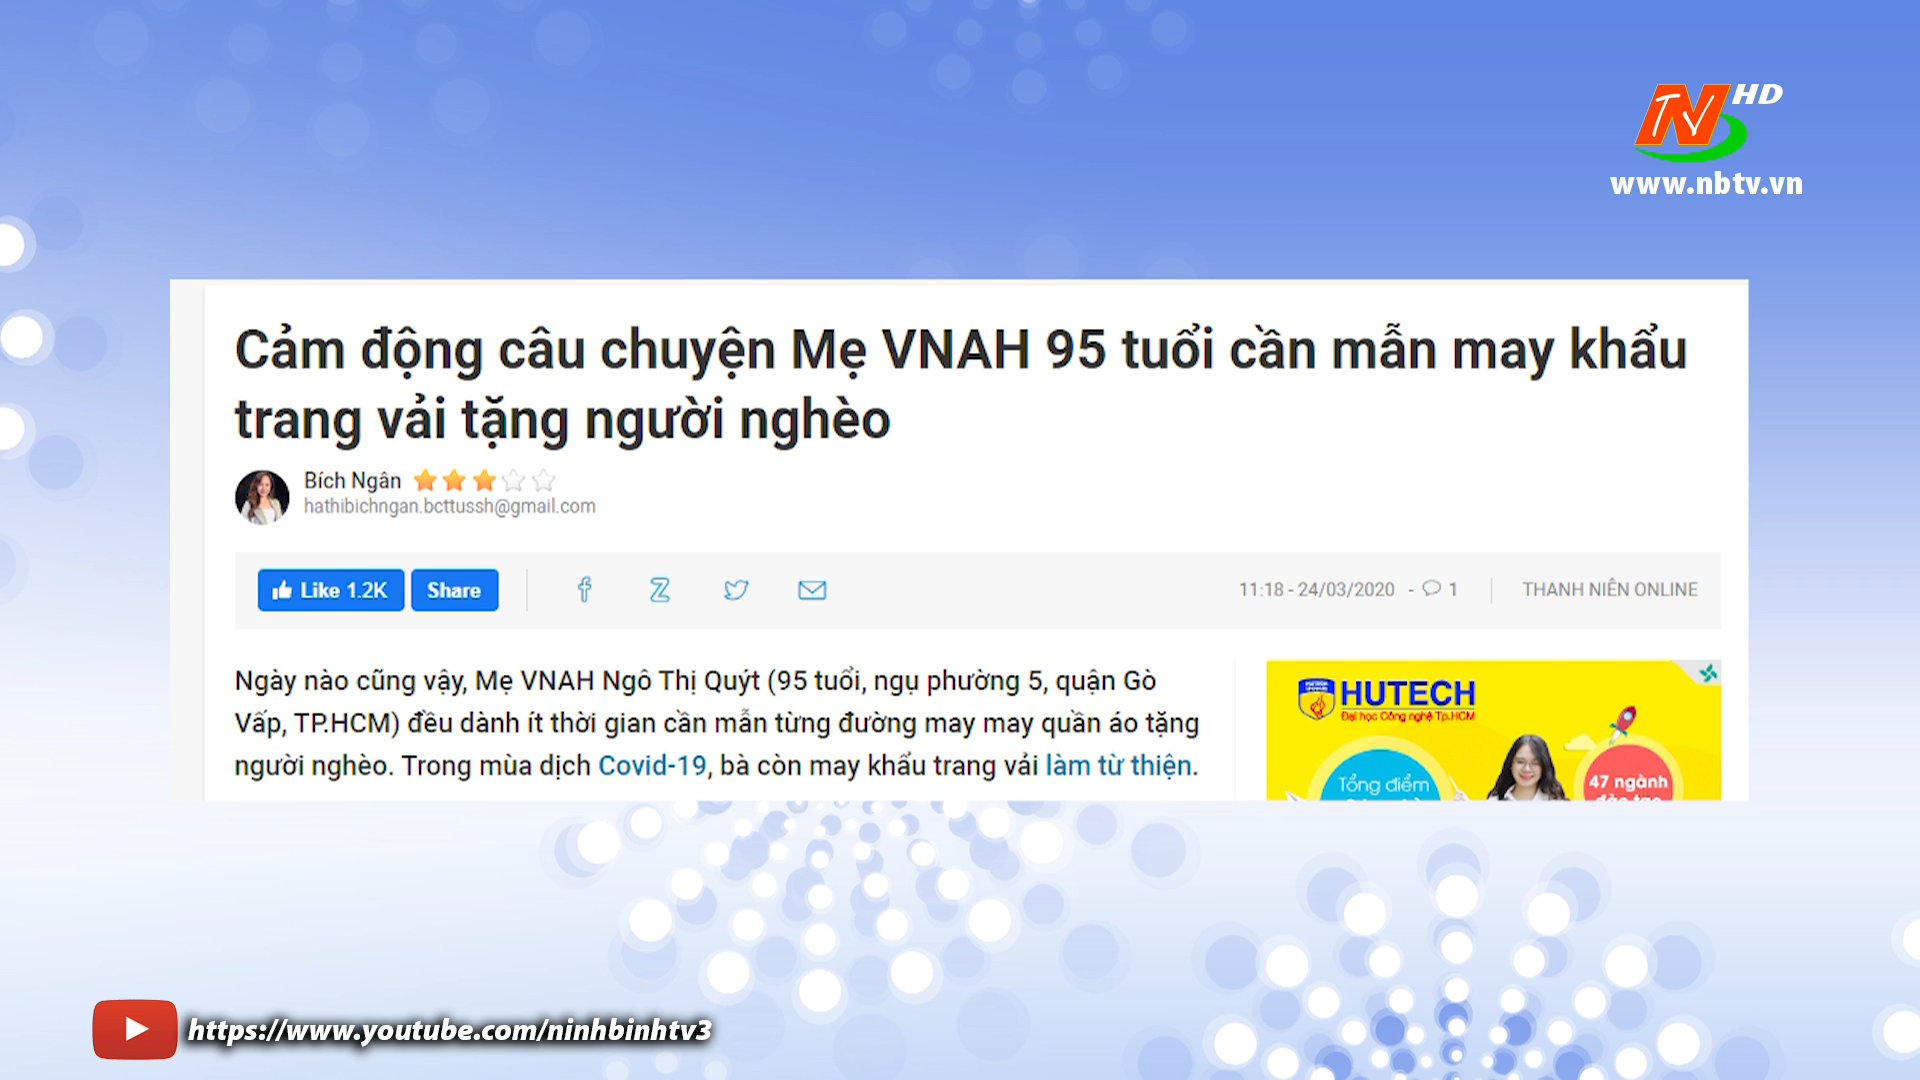 NTV HD
www.nbtv.vn
Cảm động câu chuyện Mẹ VNAH 95 tuổi cần mẫn may khẩu
trang vải tặng người nghèo
Bích Ngân
hathibichngan.bcttussh@gmail.com
Like 1.2K Share
11:18 - 24/03/2020 - 1 THANH NIÊN ONLINE
Ngày nào cũng vậy, Mẹ VNAH Ngô Thị Quýt (95 tuổi, ngụ phường 5, quận Gò
Vấp, TP.HCM) đều dành ít thời gian cần mẫn từng đường may may quần áo tặng
người nghèo. Trong mùa dịch Covid-19, bà còn may khẩu trang vải làm từ thiện.
HUTECH
Đại học Công nghệ Tp.HCM
Tổng điểm
47 ngành
https://www.youtube.com/ninhbinhtv3